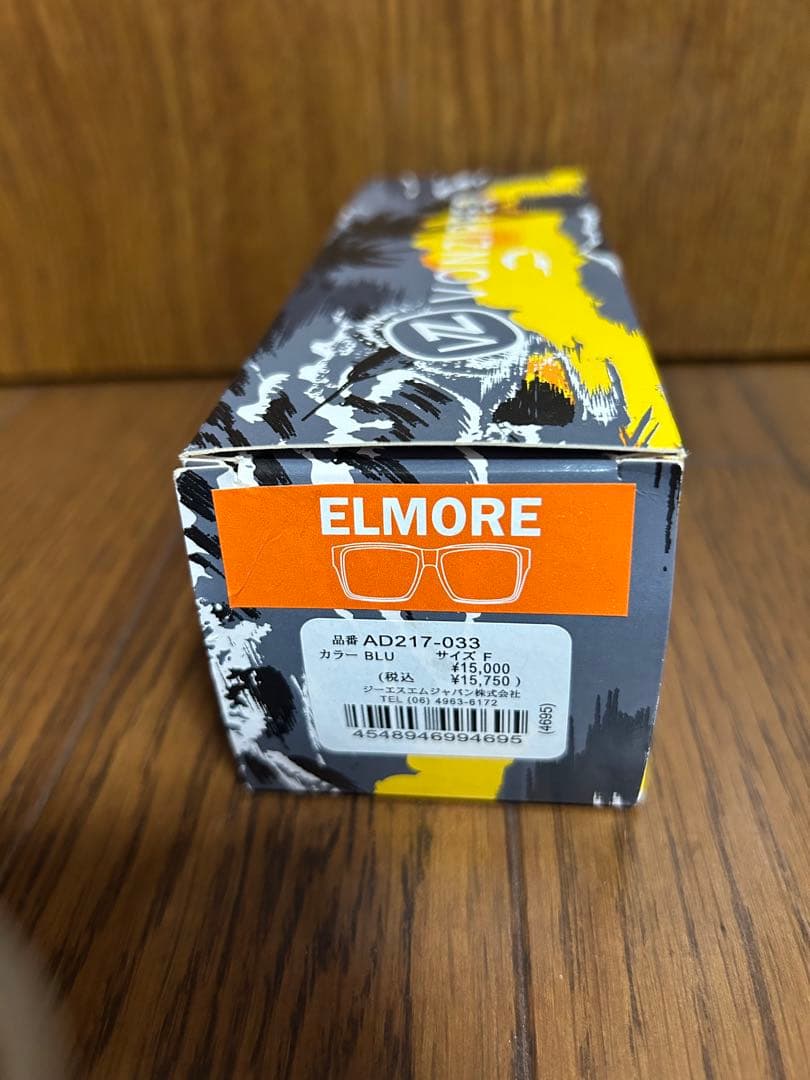 VONZIPPER
VZ
ELMORE
品番 AD217-033
カラー BLU サイズ F
¥15,000
(税込 ¥15,750 )
ジーエスエムジャパン株式会社
TEL (06) 4963-6172
4548946994695
(4695)